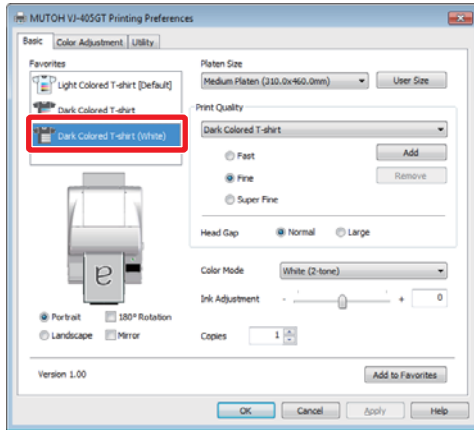 MUTOH VJ-405GT Printing Preferences
Basic Color Adjustment Utility
Favorites
Light Colored T-shirt [Default]
Dark Colored T-shirt
Dark Colored T-shirt (White)
a
Portrait 180° Rotation
Landscape Mirror
Platen Size
Medium Platen (310.0x460.0mm) User Size
Print Quality
Dark Colored T-shirt
Fast Add
Fine Remove
Super Fine
Head Gap Normal Large
Color Mode White (2-tone)
Ink Adjustment - + 0
Copies 1
Version 1.00 Add to Favorites
OK Cancel Apply Help